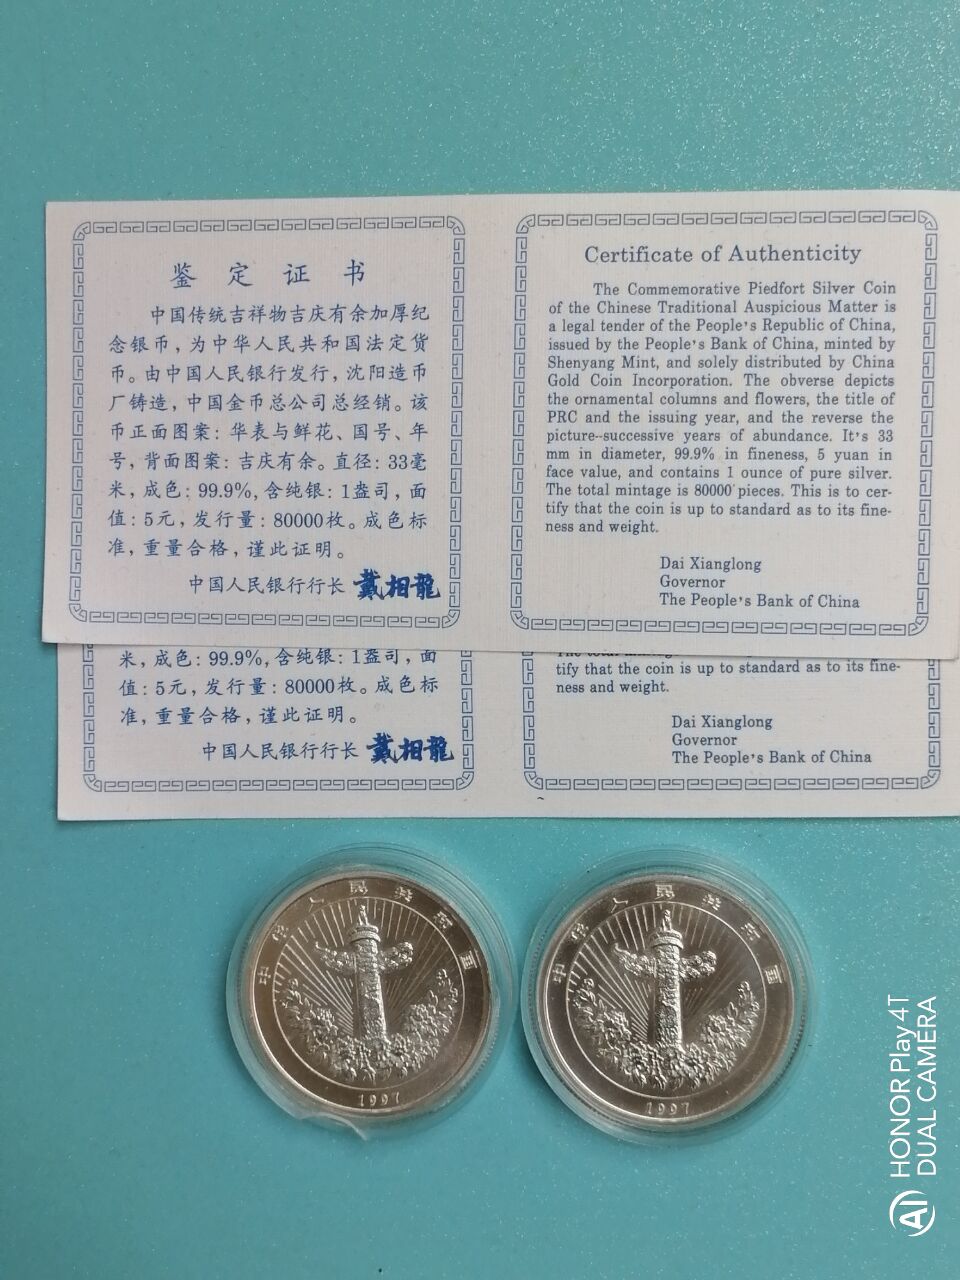 鉴定证书
中国传统吉祥物吉庆有余加厚纪
念银币，为中华人民共和国法定货
币。由中国人民银行发行，沈阳造币
厂铸造，中国金币总公司总经销。该
币正面图案：华表与鲜花、国号、年
号，背面图案：吉庆有余。直径：33毫
米，成色：99.9%，含纯银：1盎司，面
值：5元，发行量：80000枚。成色标
准，重量合格，谨此证明。
中国人民银行行长 戴相龍
Certificate of Authenticity
The Commemorative Piedfort Silver Coin
of the Chinese Traditional Auspicious Matter is
a legal tender of the People's Republic of China,
issued by the People's Bank of China, minted by
Shenyang Mint, and solely distributed by China
Gold Coin Incorporation. The obverse depicts
the ornamental columns and flowers, the title of
PRC and the issuing year, and the reverse the
picture--successive years of abundance. It's 33
mm in diameter, 99.9% in fineness, 5 yuan in
face value, and contains 1 ounce of pure silver.
The total mintage is 80000 pieces. This is to cer-
tify that the coin is up to standard as to its fine-
ness and weight.
Dai Xianglong
Governor
The People's Bank of China
米，成色：99.9%，含纯银：1盎司，面
值：5元，发行量：80000枚。成色标
准，重量合格，谨此证明。
中国人民银行行长 戴相龍
The total
tify that the coin is up to standard as to its fine-
ness and weight.
Dai Xianglong
Governor
The People's Bank of China
中华人民共和国
1997
中华人民共和国
1997
HONOR Play 4T
DUAL CAMERA